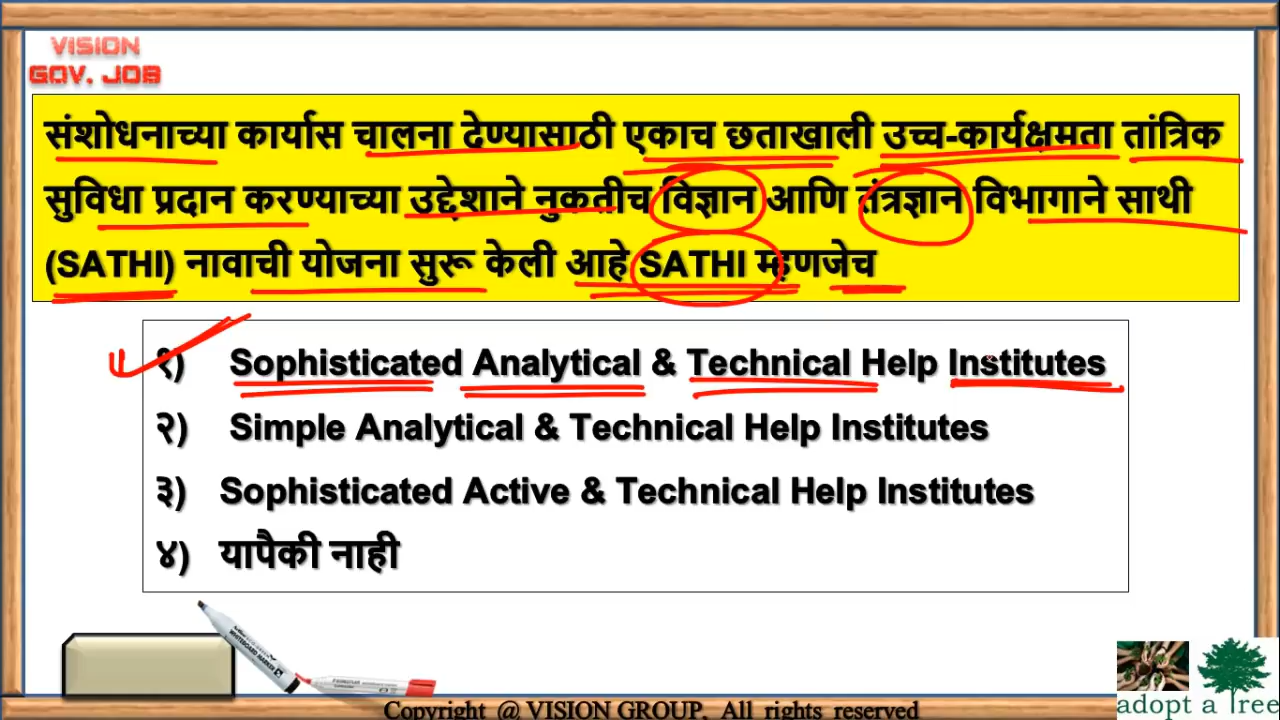 VISION
GOV. JOB
संशोधनाच्या कार्यास चालना देण्यासाठी एकाच छताखाली उच्च-कार्यक्षमता तांत्रिक
सुविधा प्रदान करण्याच्या उद्देशाने नुकतीच विज्ञान आणि तंत्रज्ञान विभागाने साथी
(SATHI) नावाची योजना सुरू केली आहे SATHI म्हणजेच
१) Sophisticated Analytical & Technical Help Institutes
२) Simple Analytical & Technical Help Institutes
३) Sophisticated Active & Technical Help Institutes
४) यापैकी नाही
WHITEBOARD MARKER
adopt a Tree
Copyright @ VISION GROUP, All rights reserved